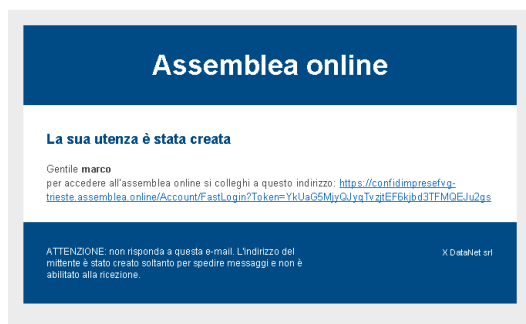 Assemblea online
La sua utenza è stata creata
Gentile marco
per accedere all'assemblea online si colleghi a questo indirizzo: https://confidimpresefvg-
trieste.assemblea.online/Account/FastLogin?Token=YkUaG5MjyQJyqTvzjtEF6kjbd3TFMQEJu2gs
ATTENZIONE: non risponda a questa e-mail. L'indirizzo del
mittente è stato creato soltanto per spedire messaggi e non è
abilitato alla ricezione.
X DataNet srl